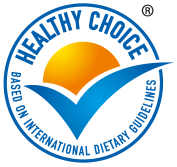 HEALTHY CHOICE
®
BASED ON INTERNATIONAL DIETARY GUIDELINES